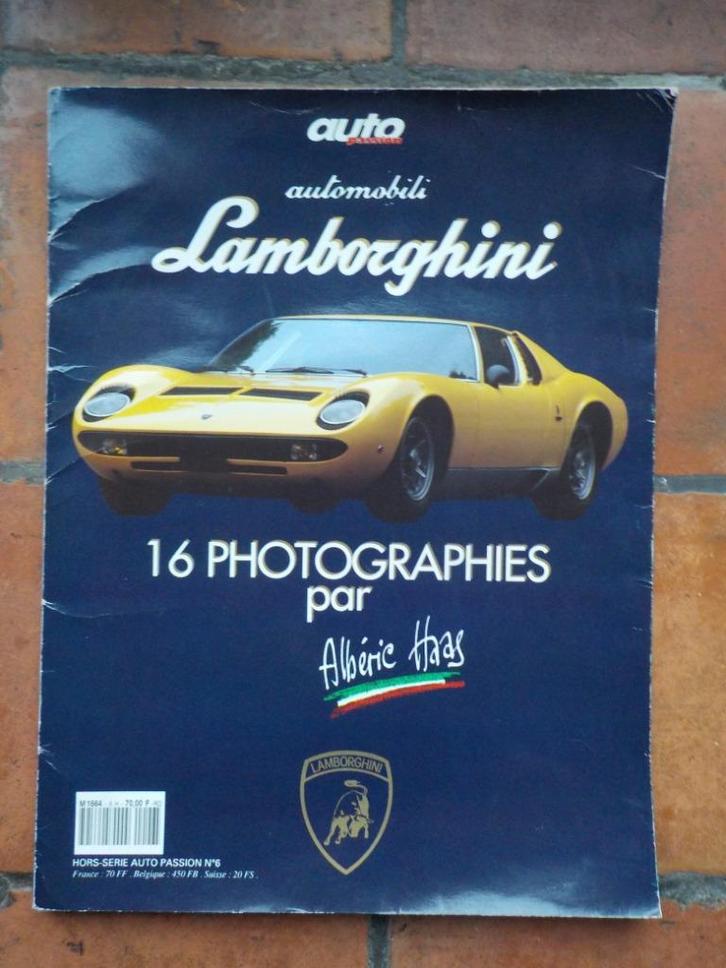 auto
passion
automobili
Lamborghini
16 PHOTOGRAPHIES
par
Albéric Haas
LAMBORGHINI
M 1664 70,00 F
HORS-SERIE AUTO PASSION N°6
France : 70 FF . Belgique : 450 FB . Suisse : 20 FS .